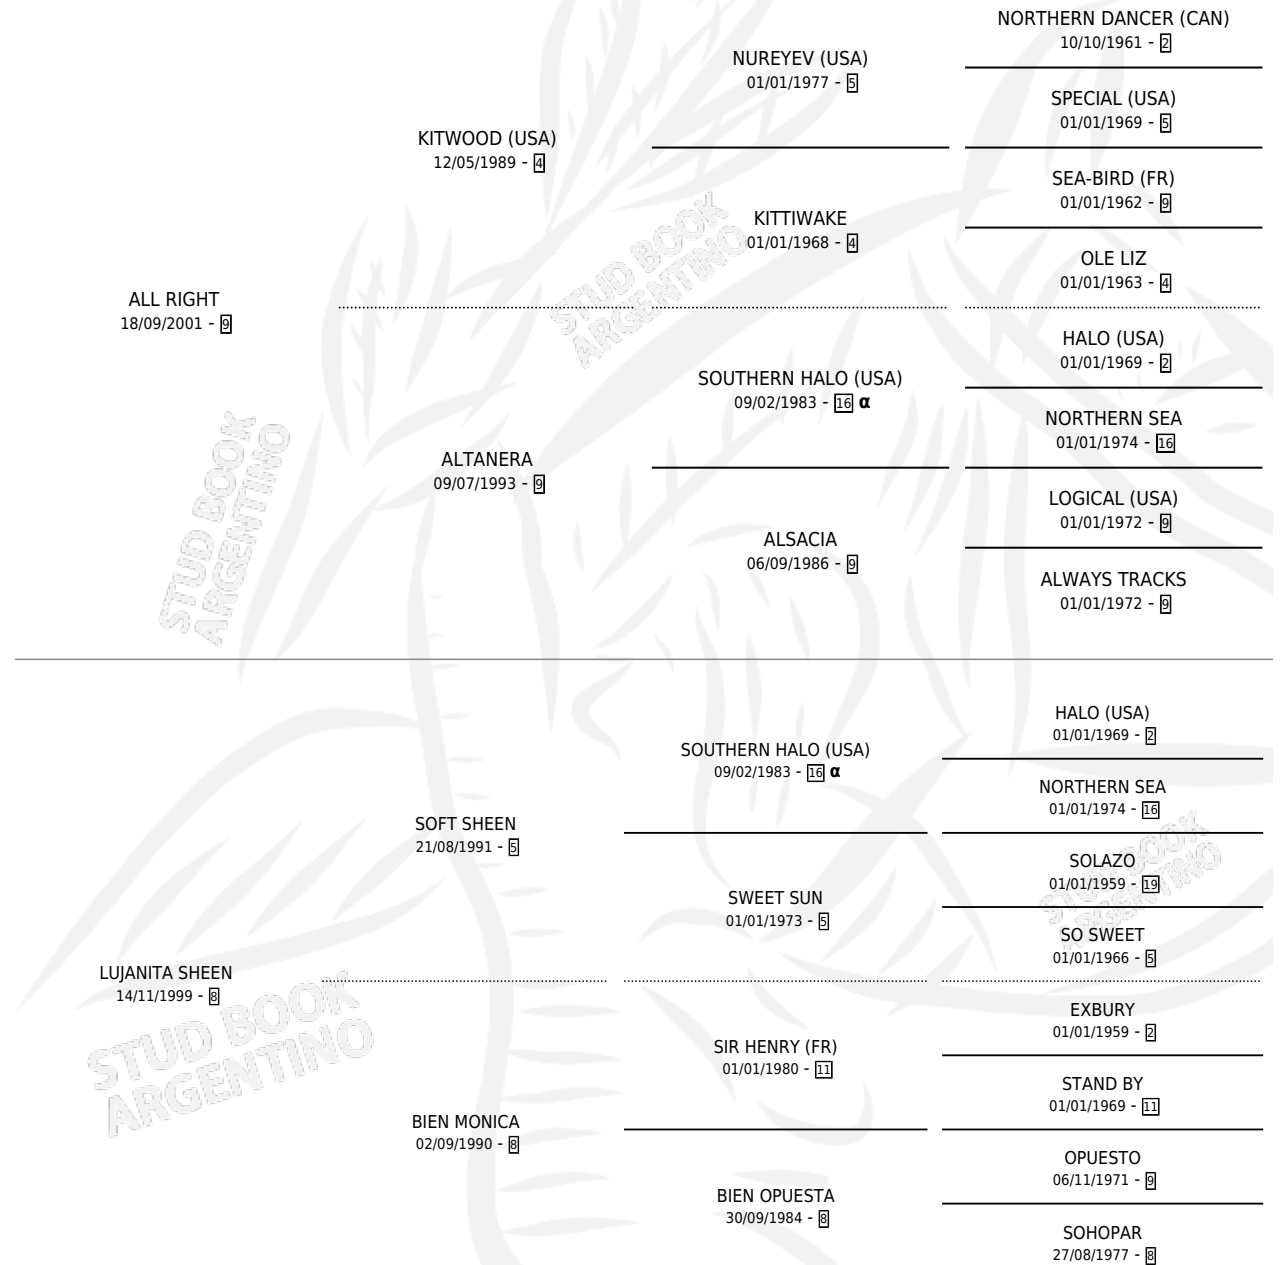 NORTHERN DANCER (CAN)
10/10/1961 - 2
NUREYEV (USA)
01/01/1977 - 5
SPECIAL (USA)
01/01/1969 - 5
KITWOOD (USA)
12/05/1989 - 4
SEA-BIRD (FR)
01/01/1962 - 9
KITTIWAKE
01/01/1968 - 4
OLE LIZ
01/01/1963 - 4
ALL RIGHT
18/09/2001 - 9
HALO (USA)
01/01/1969 - 2
SOUTHERN HALO (USA)
09/02/1983 - 16 α
NORTHERN SEA
01/01/1974 - 16
ALTANERA
09/07/1993 - 9
LOGICAL (USA)
01/01/1972 - 9
ALSACIA
06/09/1986 - 9
ALWAYS TRACKS
01/01/1972 - 9
STUD BOOK
ARGENTINO
STUD BOOK
ARGENTINO
HALO (USA)
01/01/1969 - 2
SOUTHERN HALO (USA)
09/02/1983 - 16 α
NORTHERN SEA
01/01/1974 - 16
SOFT SHEEN
21/08/1991 - 5
SOLAZO
01/01/1959 - 19
SWEET SUN
01/01/1973 - 5
SO SWEET
01/01/1966 - 5
LUJANITA SHEEN
14/11/1999 - 8
EXBURY
01/01/1959 - 2
SIR HENRY (FR)
01/01/1980 - 11
STAND BY
01/01/1969 - 11
BIEN MONICA
02/09/1990 - 8
OPUESTO
06/11/1971 - 9
BIEN OPUESTA
30/09/1984 - 8
SOHOPAR
27/08/1977 - 8
STUD BOOK
ARGENTINO
STUD BOOK
ARGENTINO